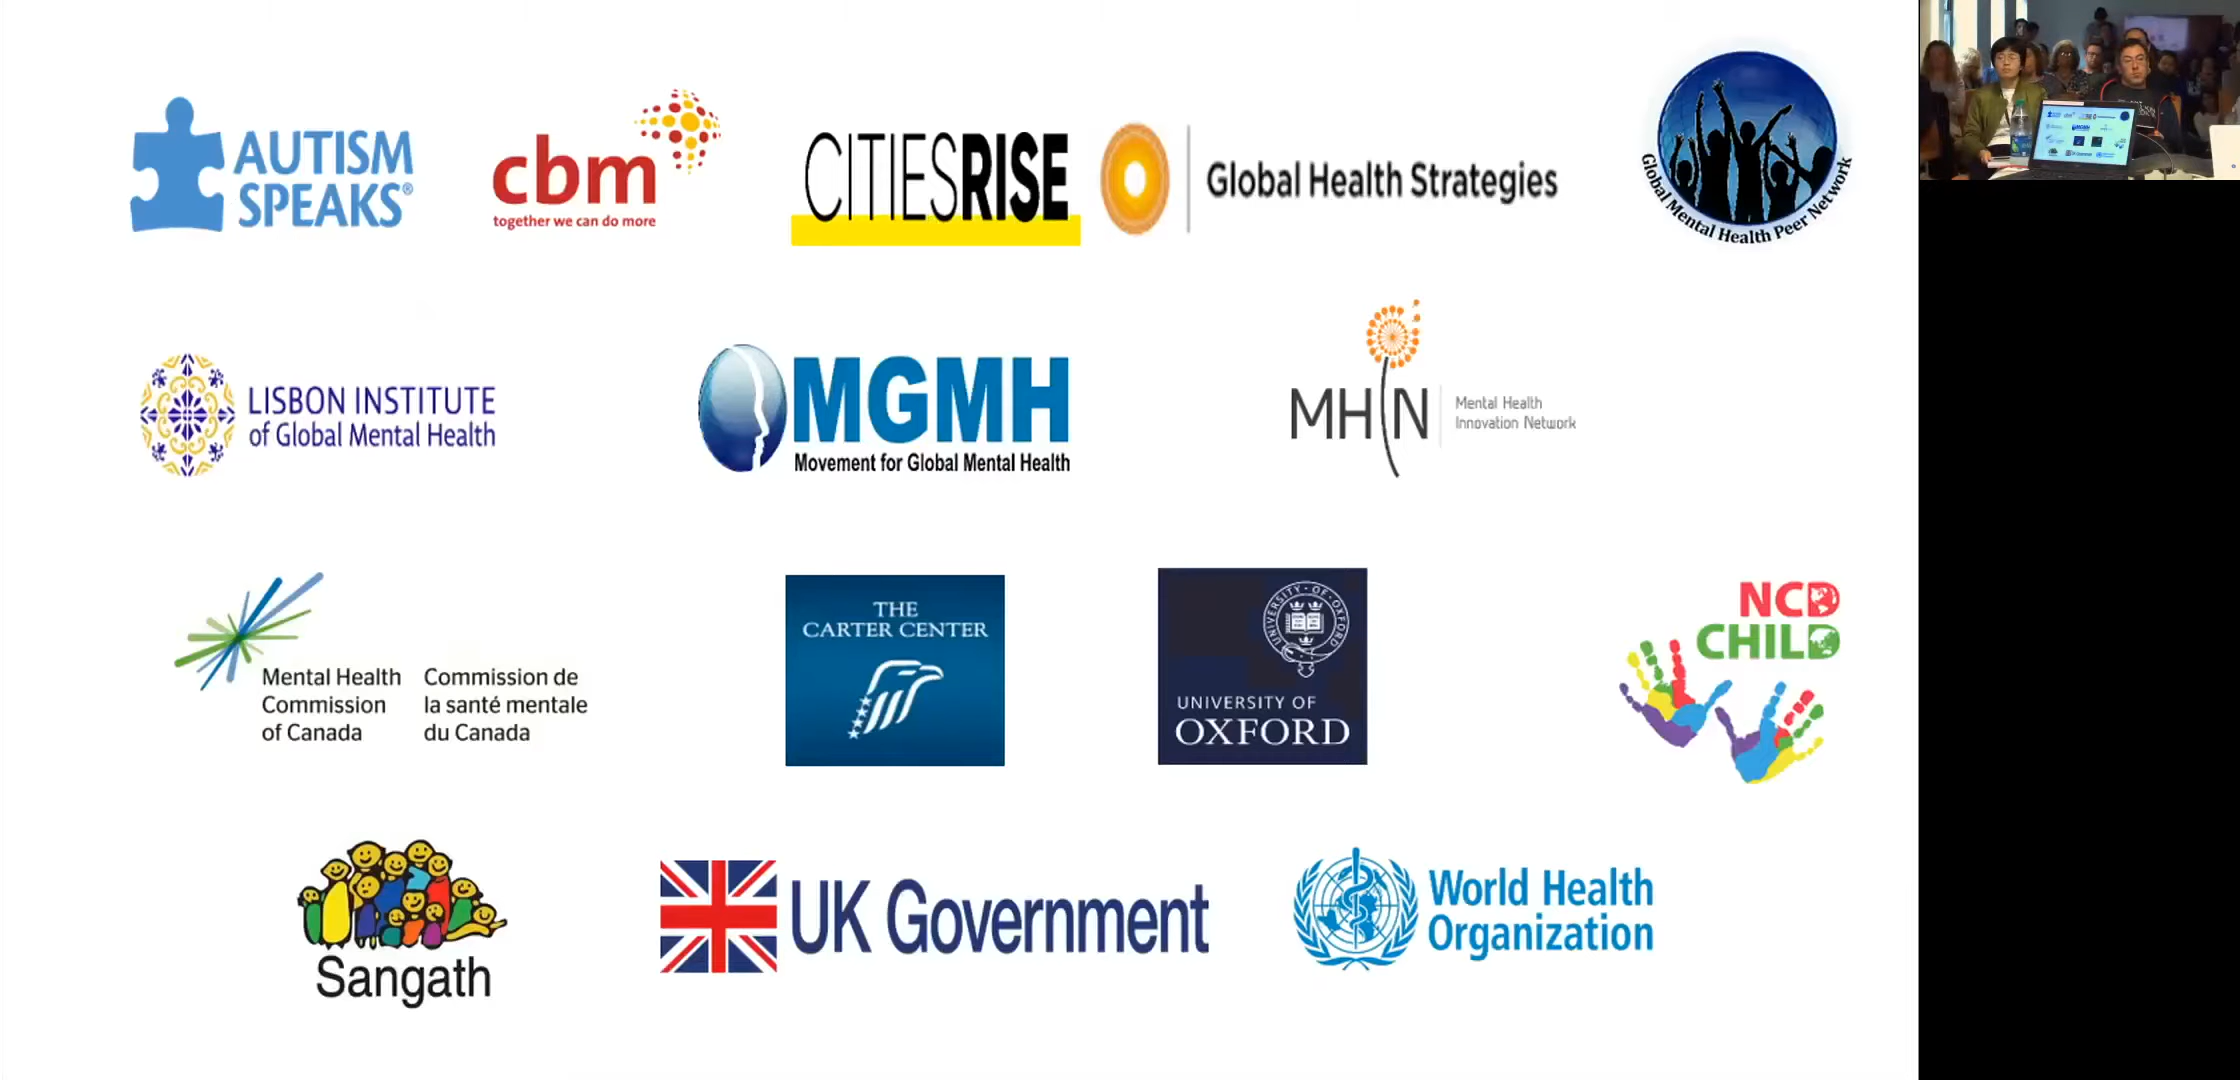 AUTISM
SPEAKS®
cbm
together we can do more
CITIESRISE
Global Health Strategies
Global Mental Health Peer Network
LISBON INSTITUTE
of Global Mental Health
MGMH
Movement for Global Mental Health
MHIN
Mental Health
Innovation Network
Mental Health
Commission
of Canada
Commission de
la santé mentale
du Canada
THE
CARTER CENTER
UNIVERSITY OF OXFORD
UNIVERSITY OF
OXFORD
NCD
CHILD
Sangath
UK Government
World Health
Organization